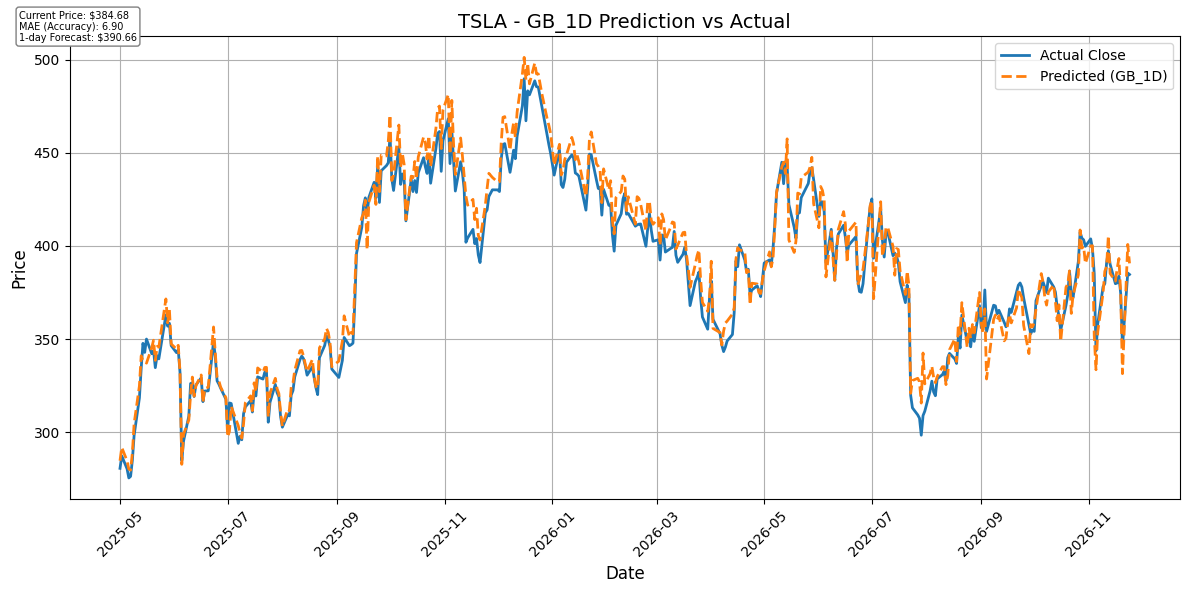 TSLA - GB_1D Prediction vs Actual
Current Price: $384.68
MAE (Accuracy): 6.90
1-day Forecast: $390.66
Actual Close
Predicted (GB_1D)
Price
500
450
400
350
300
2025-05
2025-07
2025-09
2025-11
2026-01
2026-03
2026-05
2026-07
2026-09
2026-11
Date